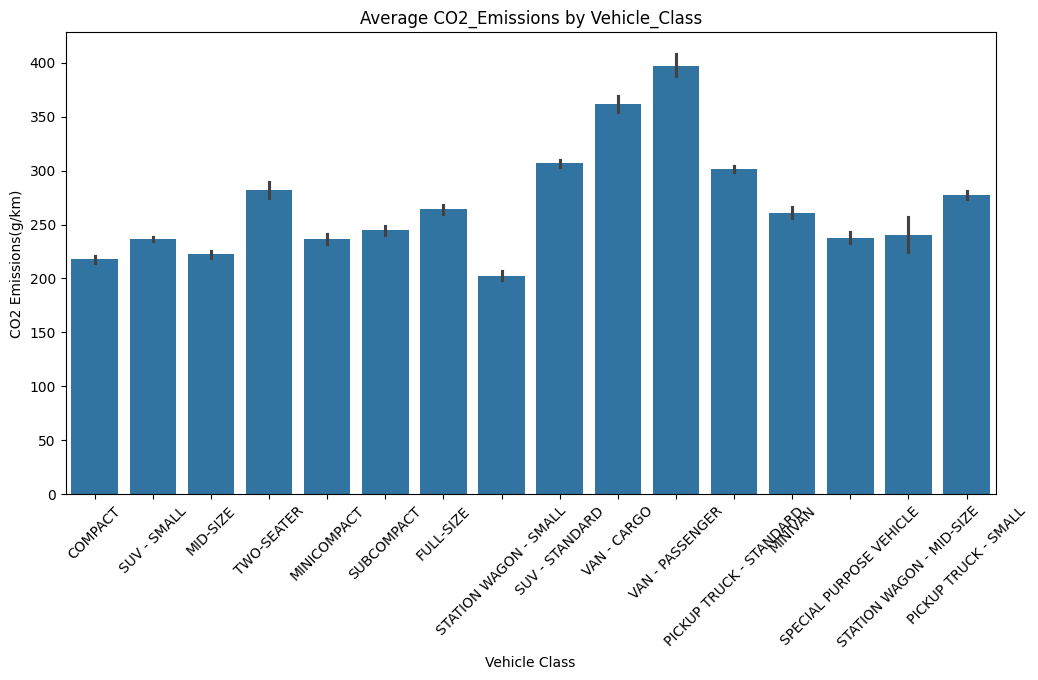 Average CO2_Emissions by Vehicle_Class
CO2 Emissions(g/km)
400
350
300
250
200
150
100
50
0
COMPACT
SUV - SMALL
MID-SIZE
TWO-SEATER
MINICOMPACT
SUBCOMPACT
FULL-SIZE
STATION WAGON - SMALL
SUV - STANDARD
VAN - CARGO
VAN - PASSENGER
PICKUP TRUCK - STANDARD
MINIVAN
SPECIAL PURPOSE VEHICLE
STATION WAGON - MID-SIZE
PICKUP TRUCK - SMALL
Vehicle Class